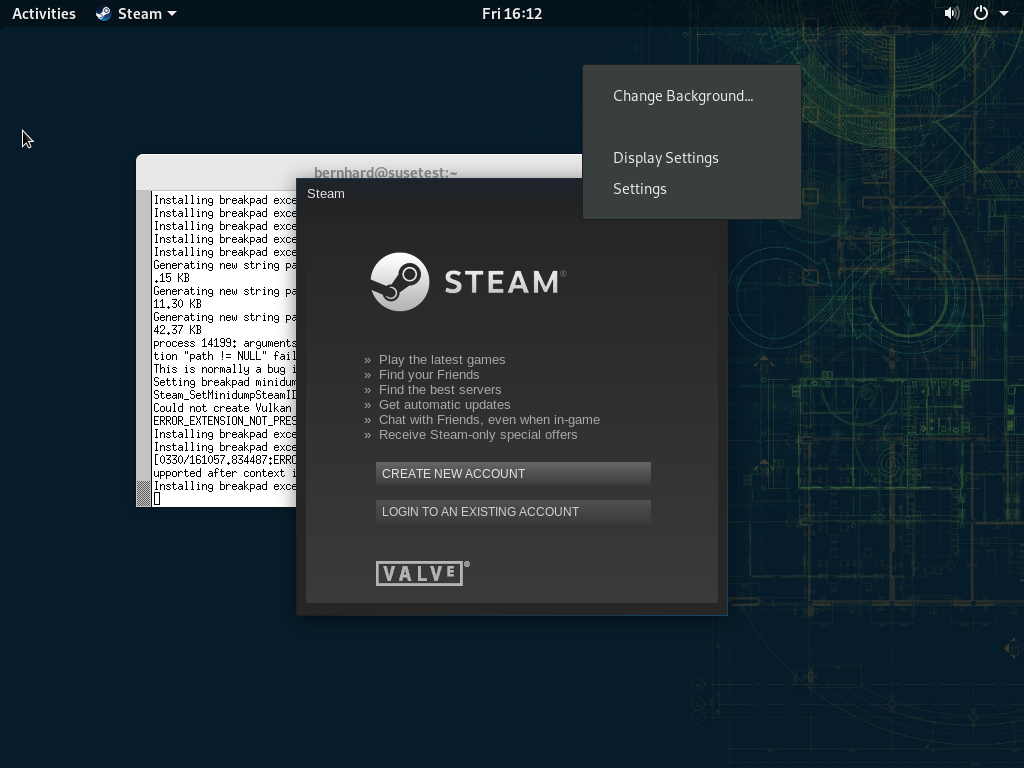 Activities Steam Fri 16:12
Change Background...
Display Settings
Settings
bernhard@susetest:~
Installing breakpad exce
Installing breakpad exce
Installing breakpad exce
Installing breakpad exce
Installing breakpad exce
Generating new string pa
.15 KB
Generating new string pa
11.30 KB
Generating new string pa
42.37 KB
process 14199: arguments
tion "path != NULL" fail
This is normally a bug i
Setting breakpad minidum
Steam_SetMinidumpSteamID
Could not create Vulkan
ERROR_EXTENSION_NOT_PRES
Installing breakpad exce
Installing breakpad exce
[0330/161057.834487:ERRO
upported after context i
Installing breakpad exce
Steam
STEAM®
» Play the latest games
» Find your Friends
» Find the best servers
» Get automatic updates
» Chat with Friends, even when in-game
» Receive Steam-only special offers
CREATE NEW ACCOUNT
LOGIN TO AN EXISTING ACCOUNT
VALVE®